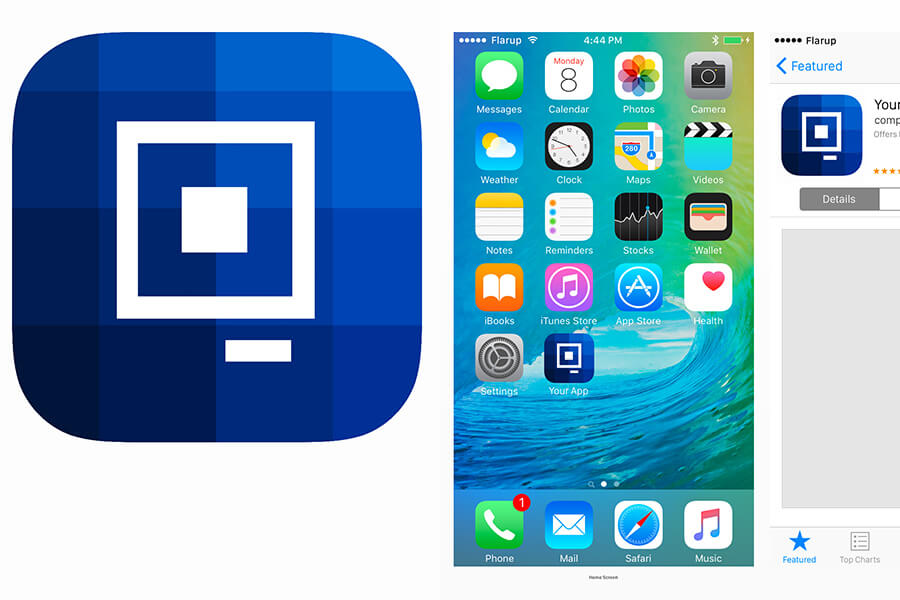 Flarup 4:44 PM
Monday
8
Messages Calendar Photos Camera
280
Weather Clock Maps Videos
Notes Reminders Stocks Wallet
iBooks iTunes Store App Store Health
Settings Your App
1
Phone Mail Safari Music
Home Screen
Flarup
Featured
Your
comp
Offers
Details
Featured Top Charts